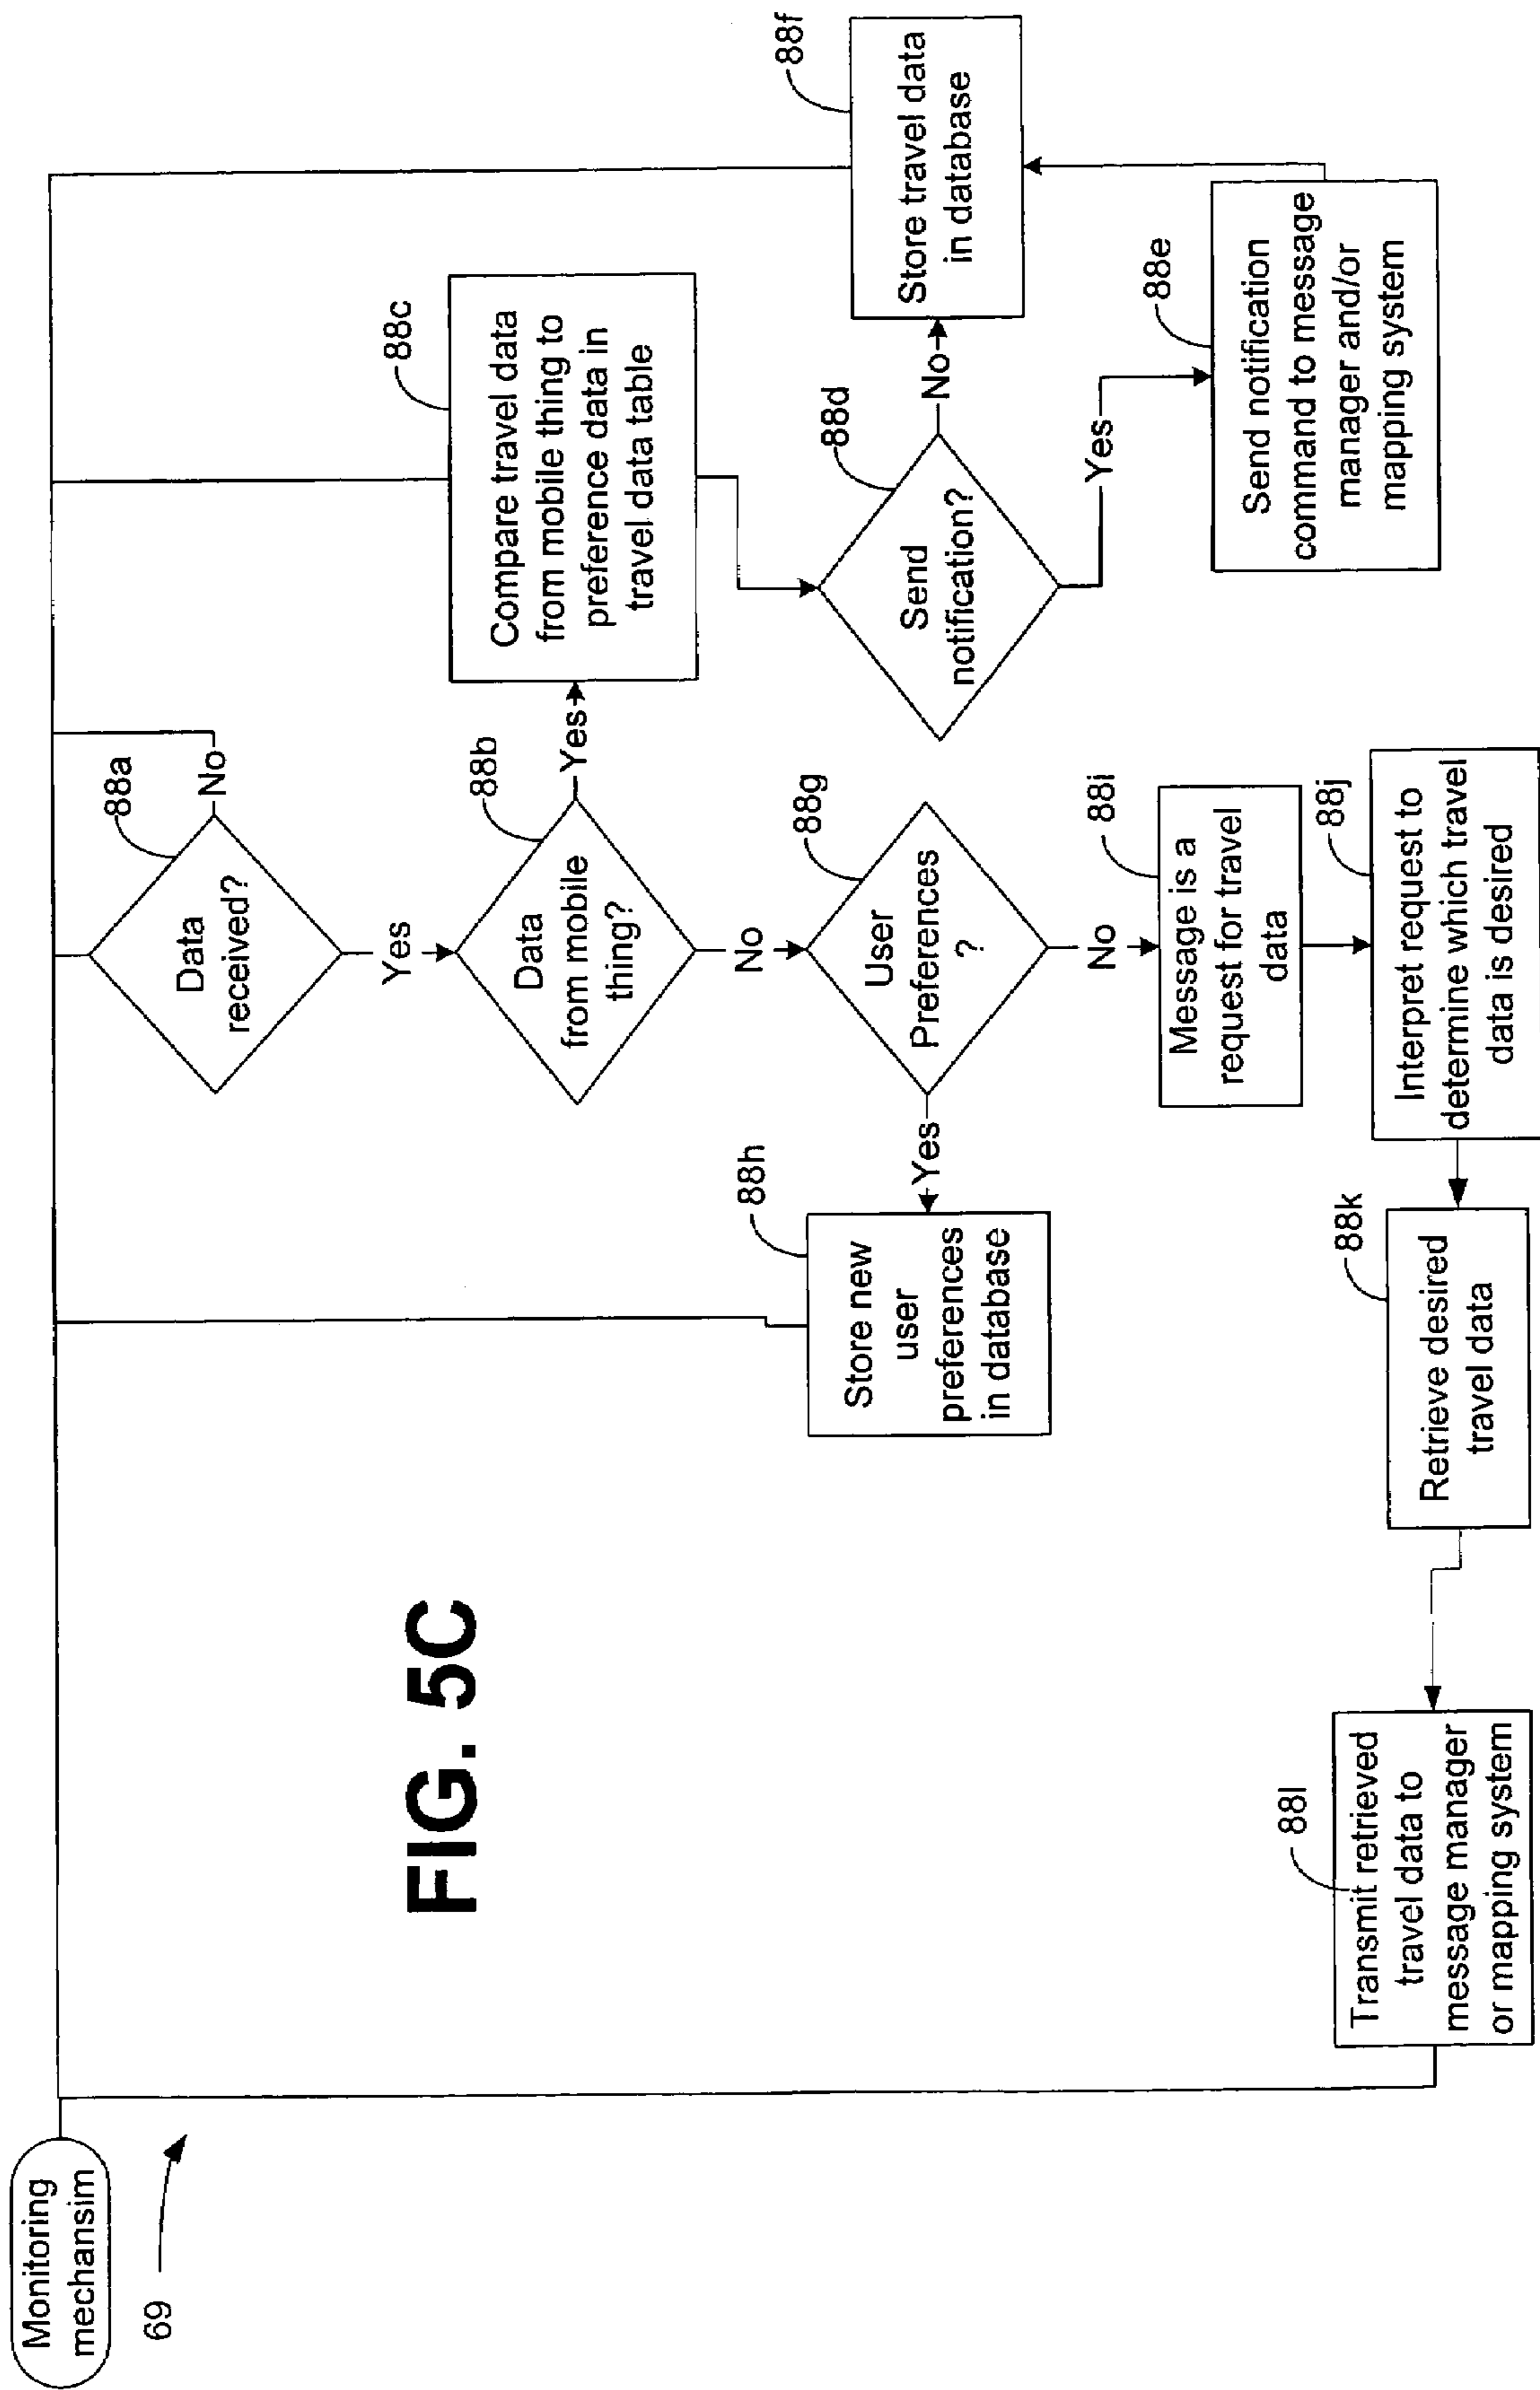 Monitoring
mechansim
69
FIG. 5C
Data
received?
88a
No
Yes
Data
from mobile
thing?
88b
Yes
Compare travel data
from mobile thing to
preference data in
travel data table
88c
Send
notification?
88d
No
Yes
Send notification
command to message
manager and/or
mapping system
88e
Store travel data
in database
88f
No
User
Preferences
?
88g
Yes
Store new
user
preferences
in database
88h
No
Message is a
request for travel
data
88i
Interpret request to
determine which travel
data is desired
88j
Retrieve desired
travel data
88k
Transmit retrieved
travel data to
message manager
or mapping system
88l